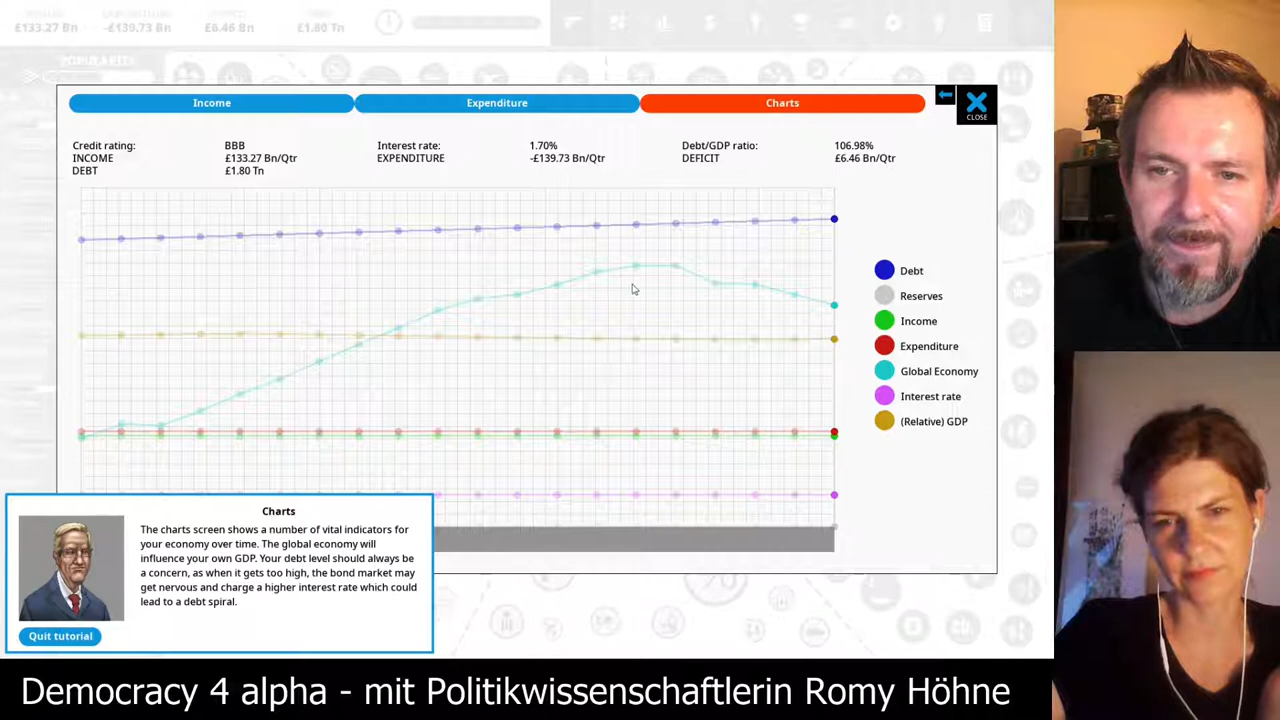 £133.27 Bn -£139.73 Bn £6.46 Bn £1.80 Tn
POPULARITY
Income Expenditure Charts
CLOSE
Credit rating: BBB Interest rate: 1.70% Debt/GDP ratio: 106.98%
INCOME £133.27 Bn/Qtr EXPENDITURE -£139.73 Bn/Qtr DEFICIT £6.46 Bn/Qtr
DEBT £1.80 Tn
Debt
Reserves
Income
Expenditure
Global Economy
Interest rate
(Relative) GDP
Charts
The charts screen shows a number of vital indicators for
your economy over time. The global economy will
influence your own GDP. Your debt level should always be
a concern, as when it gets too high, the bond market may
get nervous and charge a higher interest rate which could
lead to a debt spiral.
Quit tutorial
Democracy 4 alpha - mit Politikwissenschaftlerin Romy Höhne